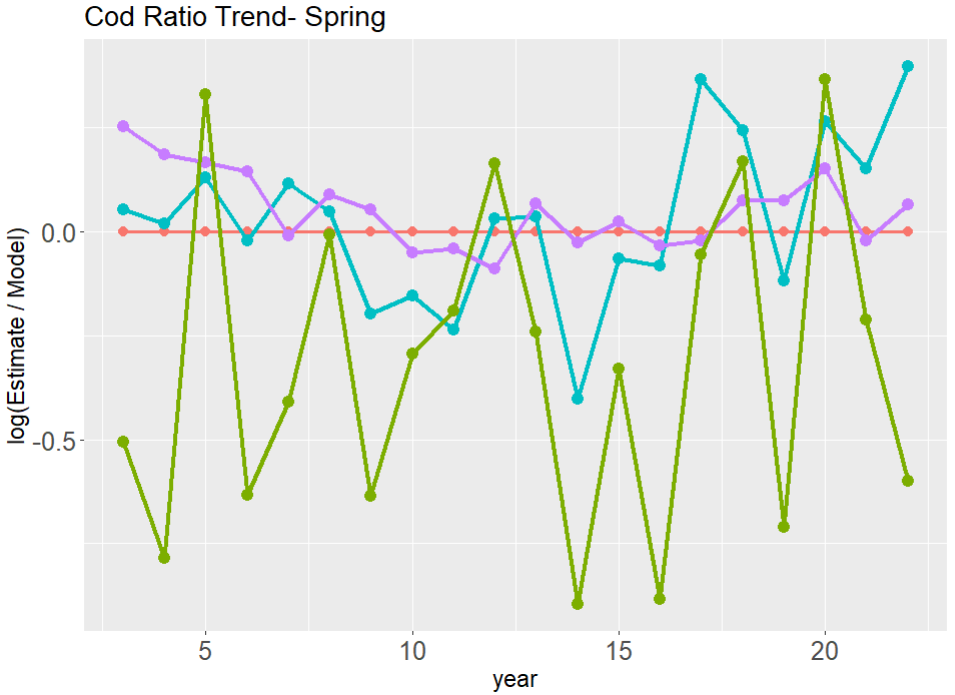 Cod Ratio Trend- Spring
log(Estimate / Model)
0.0
-0.5
5
10
15
20
year